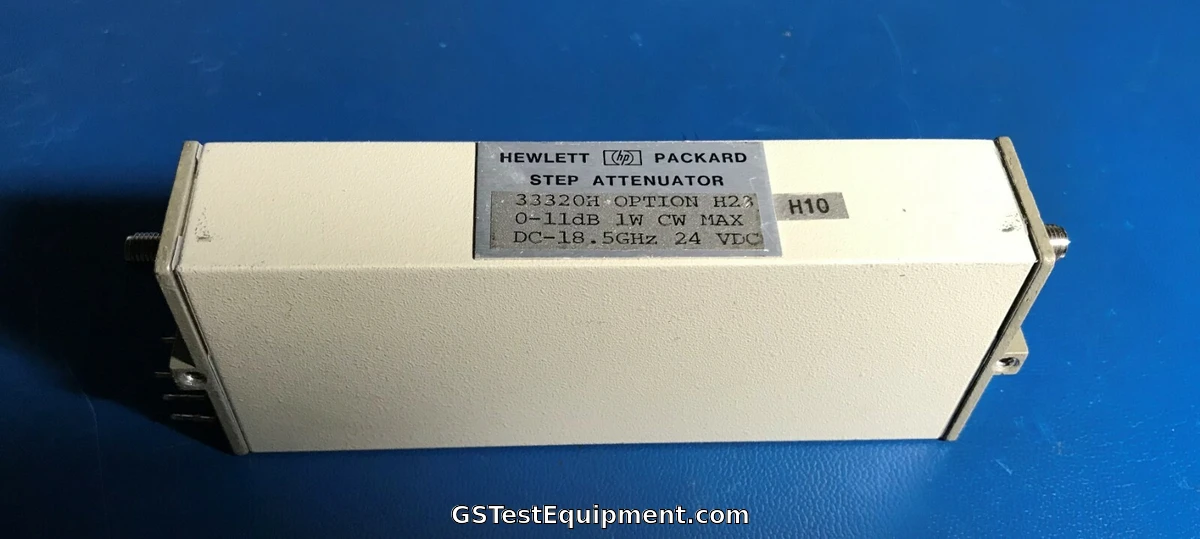 HEWLETT hp PACKARD
STEP ATTENUATOR
33320H OPTION H23
0-11dB 1W CW MAX
DC-18.5GHz 24 VDC
H10
GSTestEquipment.com